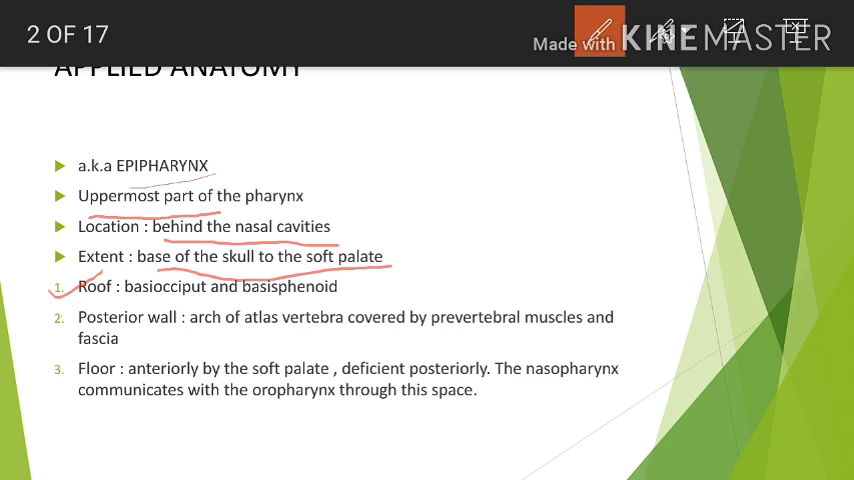 2 OF 17
Made with KINEMASTER
APPLIED ANATOMY
a.k.a EPIPHARYNX
Uppermost part of the pharynx
Location : behind the nasal cavities
Extent : base of the skull to the soft palate
1. Roof : basiocciput and basisphenoid
2. Posterior wall : arch of atlas vertebra covered by prevertebral muscles and
fascia
3. Floor : anteriorly by the soft palate , deficient posteriorly. The nasopharynx
communicates with the oropharynx through this space.